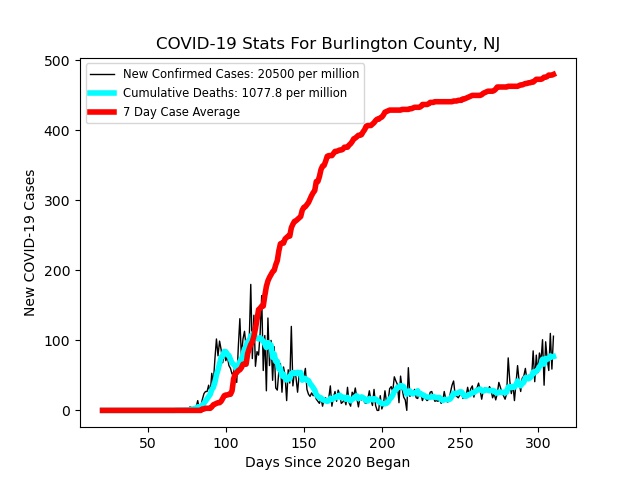 COVID-19 Stats For Burlington County, NJ
New Confirmed Cases: 20500 per million
Cumulative Deaths: 1077.8 per million
7 Day Case Average
New COVID-19 Cases
500
400
300
200
100
0
50 100 150 200 250 300
Days Since 2020 Began